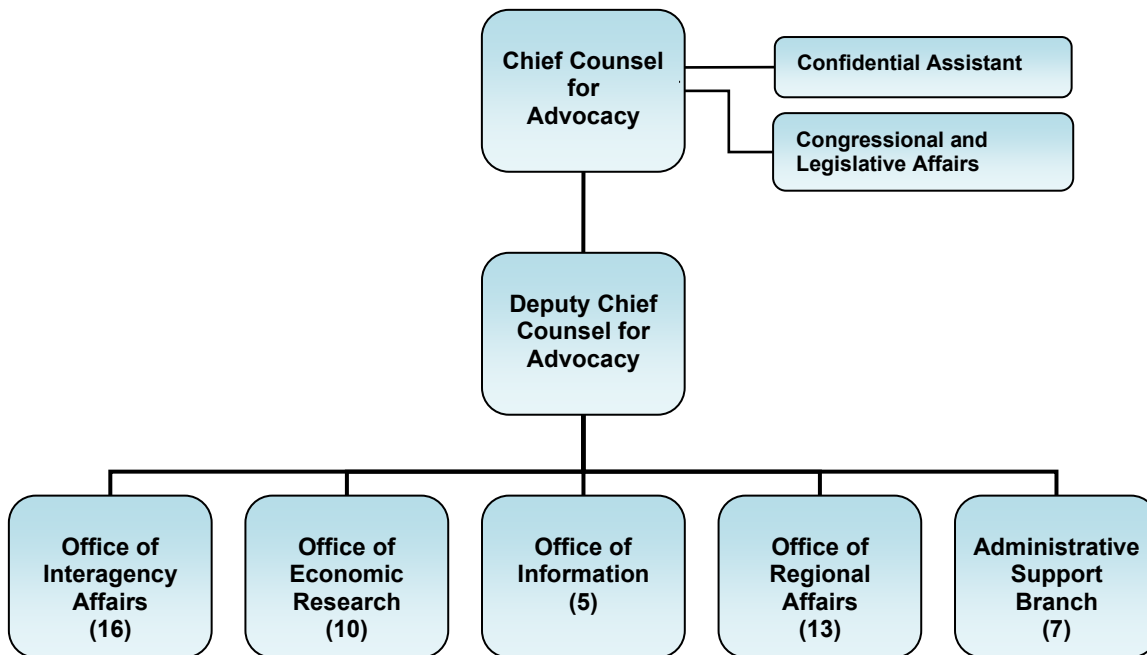 Chief Counsel
for
Advocacy
Confidential Assistant
Congressional and
Legislative Affairs
Deputy Chief
Counsel for
Advocacy
Office of
Interagency
Affairs
(16)
Office of
Economic
Research
(10)
Office of
Information
(5)
Office of
Regional
Affairs
(13)
Administrative
Support
Branch
(7)